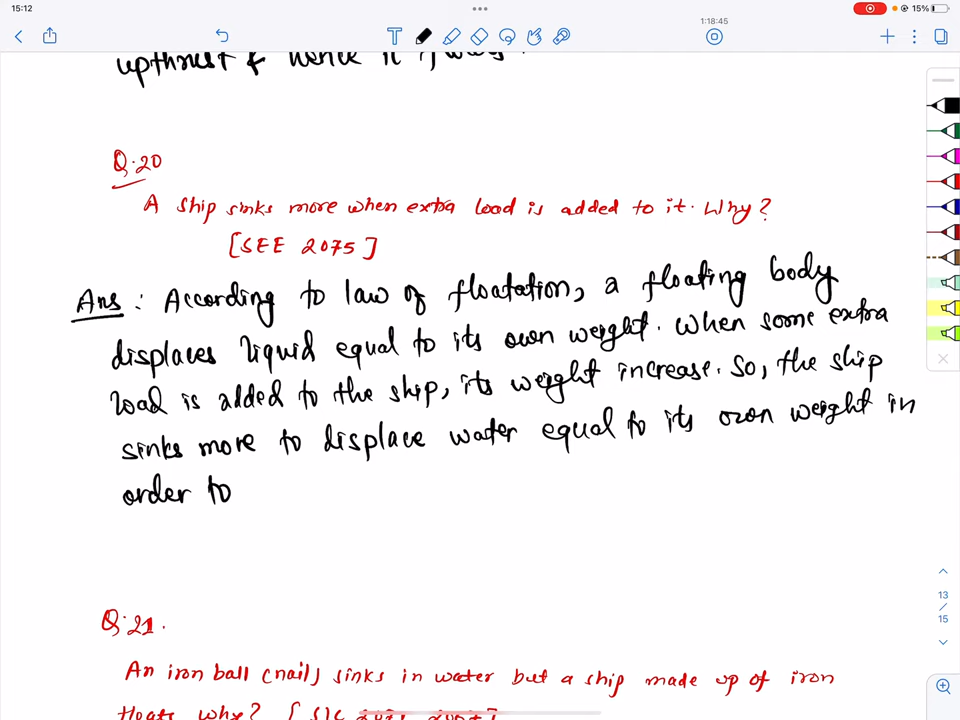 15:12
15%
1:18:45
T
upthrust & hence it
Q.20
A ship sinks more when extra load is added to it. Why?
[SEE 2075]
Ans: According to law of floatation, a floating body
displaces liquid equal to its own weight. When some extra
load is added to the ship, its weight increase. So, the ship
sinks more to displace water equal to its own weight in
order to
13
/
15
Q.21.
An iron ball (nail) sinks in water but a ship made up of iron
floats why?